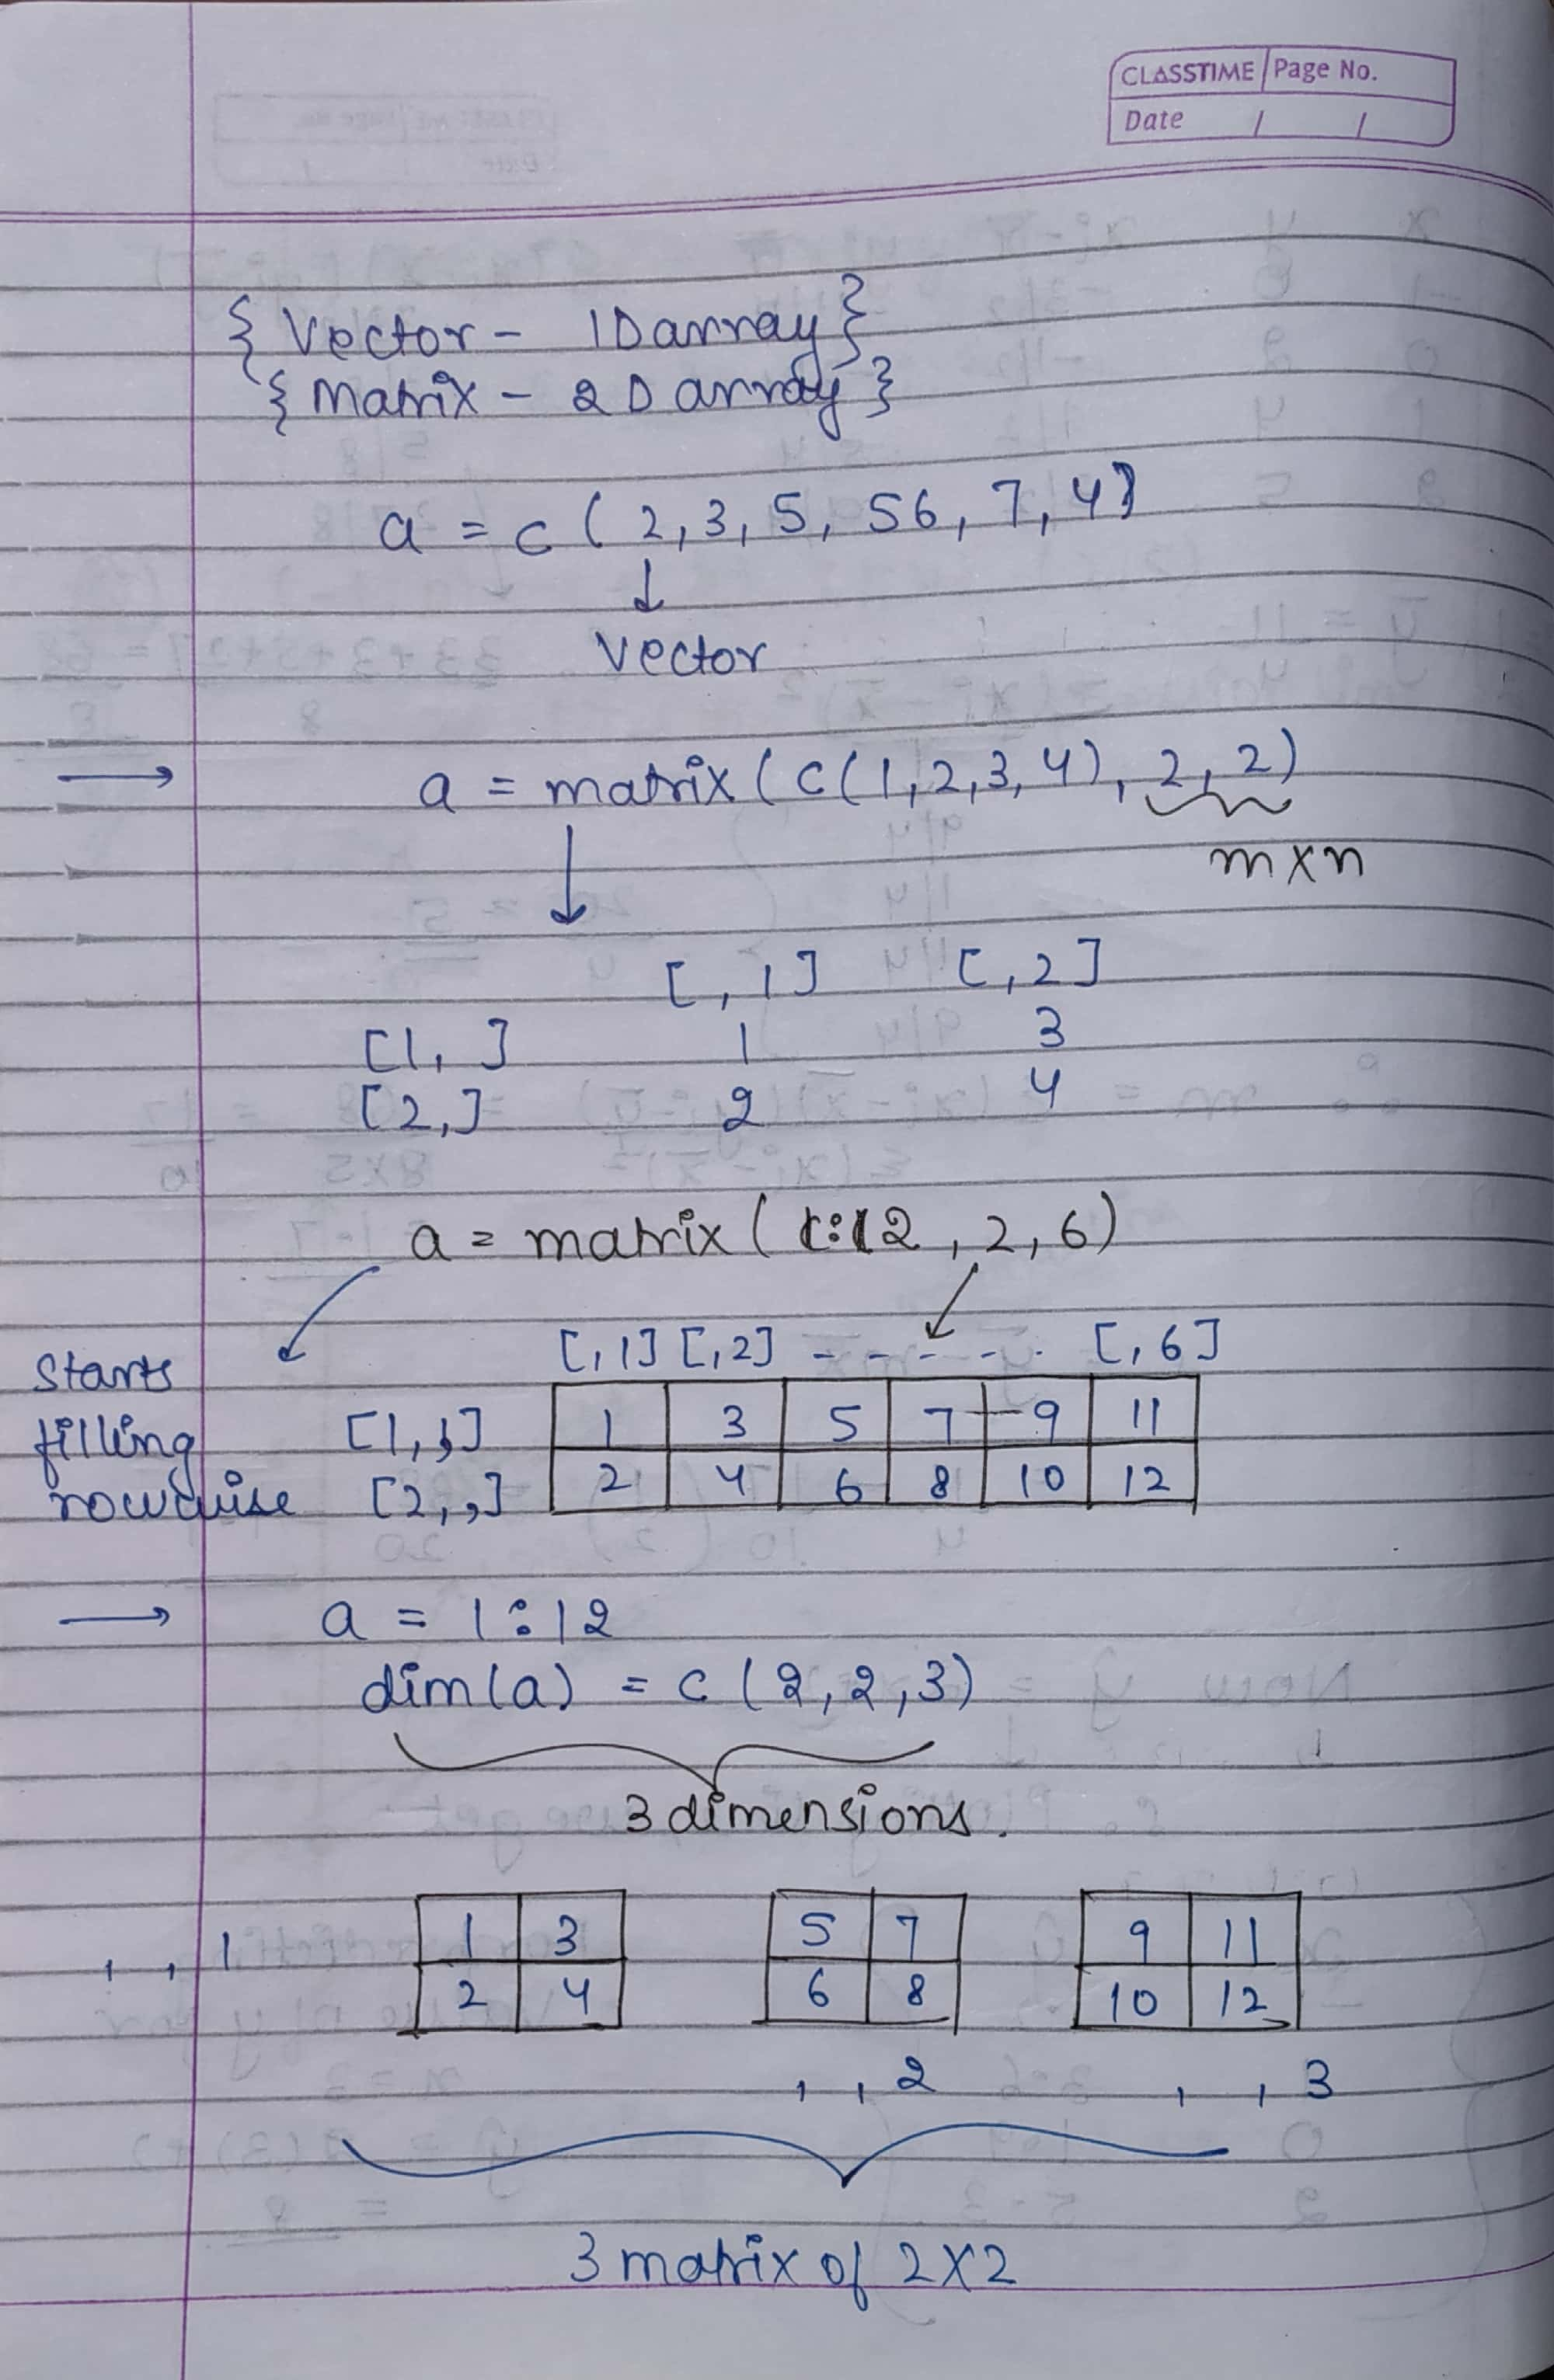 CLASSTIME Page No.
Date / /
{ Vector - 1D array }
{ Matrix - 2D array }
a = c ( 2, 3, 5, 56, 7, 4 }
↓
Vector
→ a = matrix ( c(1,2,3,4), 2, 2)
m x n
↓
[,1] [,2]
[1, ] 1 3
[2,] 2 4
a = matrix ( 1:12, 2, 6)
[,1] [,2] - - - - - [,6]
Starts
filling
rowwise
[1,,] 1 3 5 7 9 11
[2,,] 2 4 6 8 10 12
→ a = 1:12
dim(a) = c (2,2,3)
3 dimensions.
, , 1 1 3 5 7 9 11
2 4 6 8 10 12
, , 2 , , 3
3 matrix of 2X2